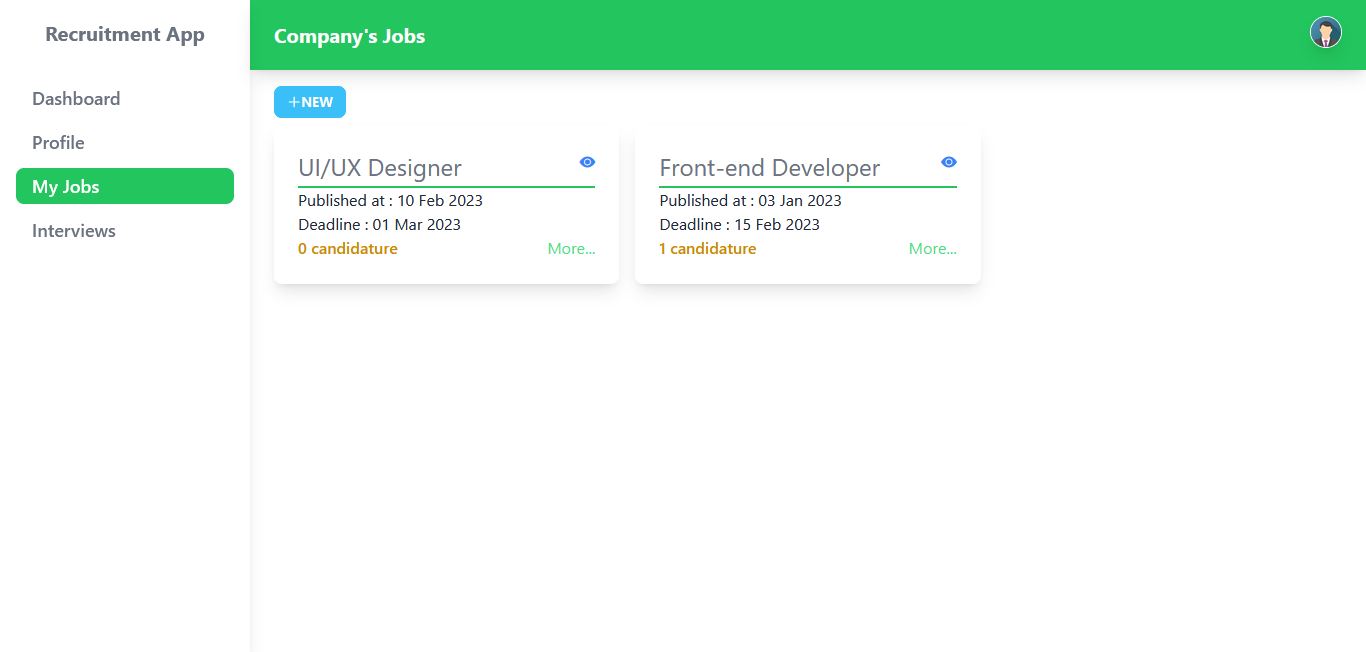 Recruitment App
Dashboard
Profile
My Jobs
Interviews
Company's Jobs
+NEW
UI/UX Designer
Published at : 10 Feb 2023
Deadline : 01 Mar 2023
0 candidature
More...
Front-end Developer
Published at : 03 Jan 2023
Deadline : 15 Feb 2023
1 candidature
More...